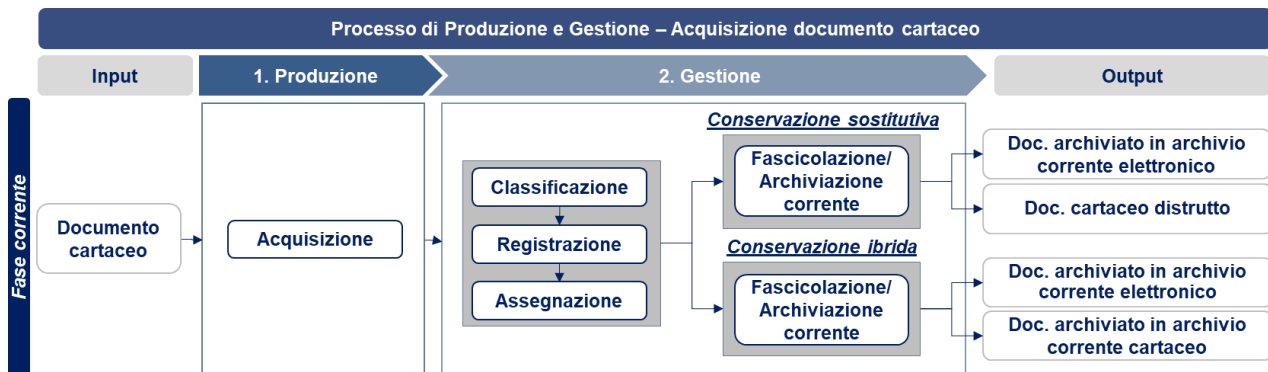 Processo di Produzione e Gestione – Acquisizione documento cartaceo
Input
1. Produzione
2. Gestione
Output
Fase corrente
Documento
cartaceo
Acquisizione
Classificazione
Registrazione
Assegnazione
Conservazione sostitutiva
Fascicolazione/
Archiviazione
corrente
Conservazione ibrida
Fascicolazione/
Archiviazione
corrente
Doc. archiviato in archivio
corrente elettronico
Doc. cartaceo distrutto
Doc. archiviato in archivio
corrente elettronico
Doc. archiviato in archivio
corrente cartaceo